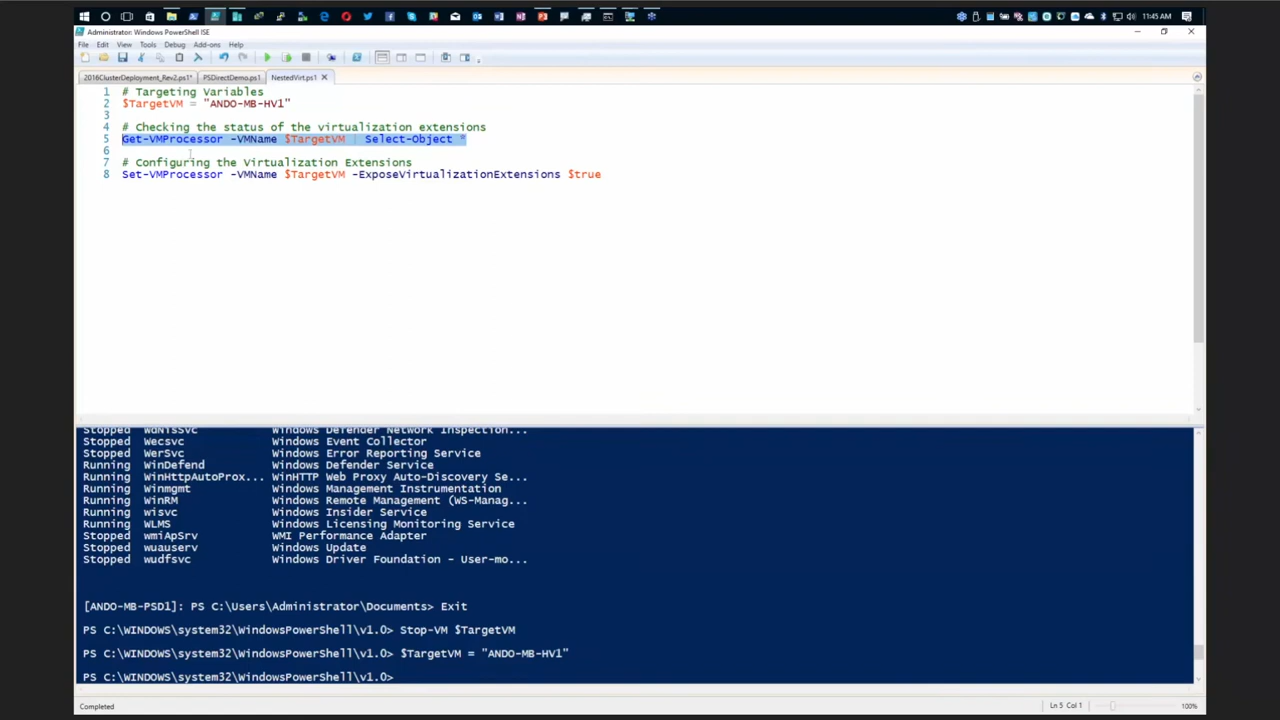 11:45 AM
Administrator: Windows PowerShell ISE
File Edit View Tools Debug Add-ons Help
2016ClusterDeployment_Rev2.ps1* PSDirectDemo.ps1 NestedVirt.ps1
1 # Targeting Variables
2 $TargetVM = "ANDO-MB-HV1"
3
4 # Checking the status of the virtualization extensions
5 Get-VMProcessor -VMName $TargetVM | Select-Object *
6
7 # Configuring the Virtualization Extensions
8 Set-VMProcessor -VMName $TargetVM -ExposeVirtualizationExtensions $true
Stopped WdNisSvc Windows Defender Network Inspection...
Stopped Wecsvc Windows Event Collector
Stopped WerSvc Windows Error Reporting Service
Running WinDefend Windows Defender Service
Running WinHttpAutoProx... WinHTTP Web Proxy Auto-Discovery Se...
Running Winmgmt Windows Management Instrumentation
Running WinRM Windows Remote Management (WS-Manag...
Running wisvc Windows Insider Service
Running WLMS Windows Licensing Monitoring Service
Stopped wmiApSrv WMI Performance Adapter
Stopped wuauserv Windows Update
Stopped wudfsvc Windows Driver Foundation - User-mo...
[ANDO-MB-PSD1]: PS C:\Users\Administrator\Documents> Exit
PS C:\WINDOWS\system32\WindowsPowerShell\v1.0> Stop-VM $TargetVM
PS C:\WINDOWS\system32\WindowsPowerShell\v1.0> $TargetVM = "ANDO-MB-HV1"
PS C:\WINDOWS\system32\WindowsPowerShell\v1.0>
Completed Ln 5 Col 1 100%